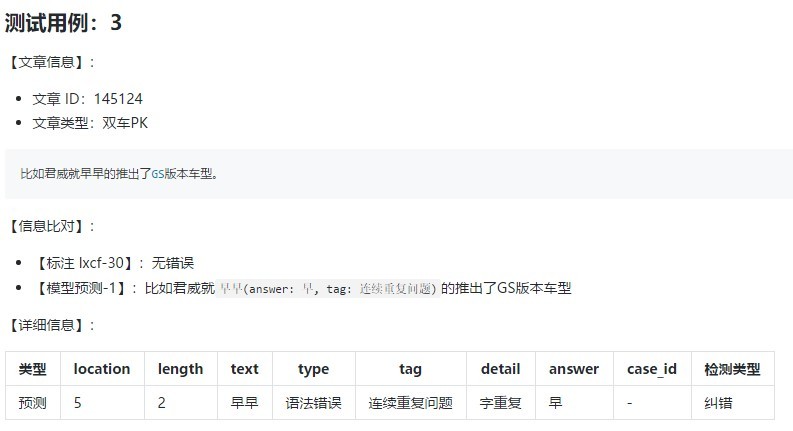 测试用例：3
【文章信息】：
文章 ID：145124
文章类型：双车PK
比如君威就早早的推出了GS版本车型。
【信息比对】：
【标注 lxcf-30】：无错误
【模型预测-1】：比如君威就早早(answer: 早, tag: 连续重复问题)的推出了GS版本车型
【详细信息】：
类型 location length text type tag detail answer case_id 检测类型
预测 5 2 早早 语法错误 连续重复问题 字重复 早 - 纠错